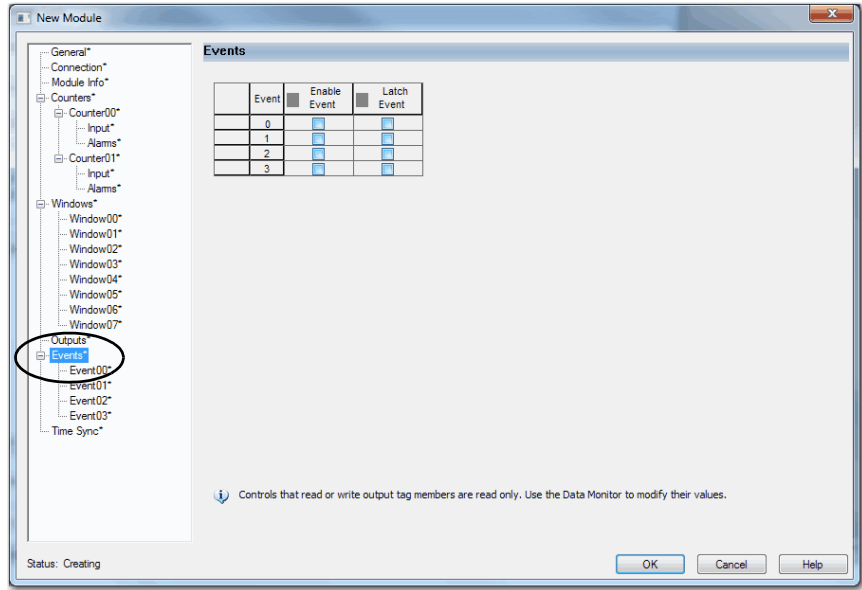 New Module
General*
Connection*
Module Info*
Counters*
Counter00*
Input*
Alarms*
Counter01*
Input*
Alarms*
Windows*
Window00*
Window01*
Window02*
Window03*
Window04*
Window05*
Window06*
Window07*
Outputs*
Events*
Event00*
Event01*
Event02*
Event03*
Time Sync*
Events
Event Enable Event Latch Event
0
1
2
3
Controls that read or write output tag members are read only. Use the Data Monitor to modify their values.
Status: Creating
OK Cancel Help